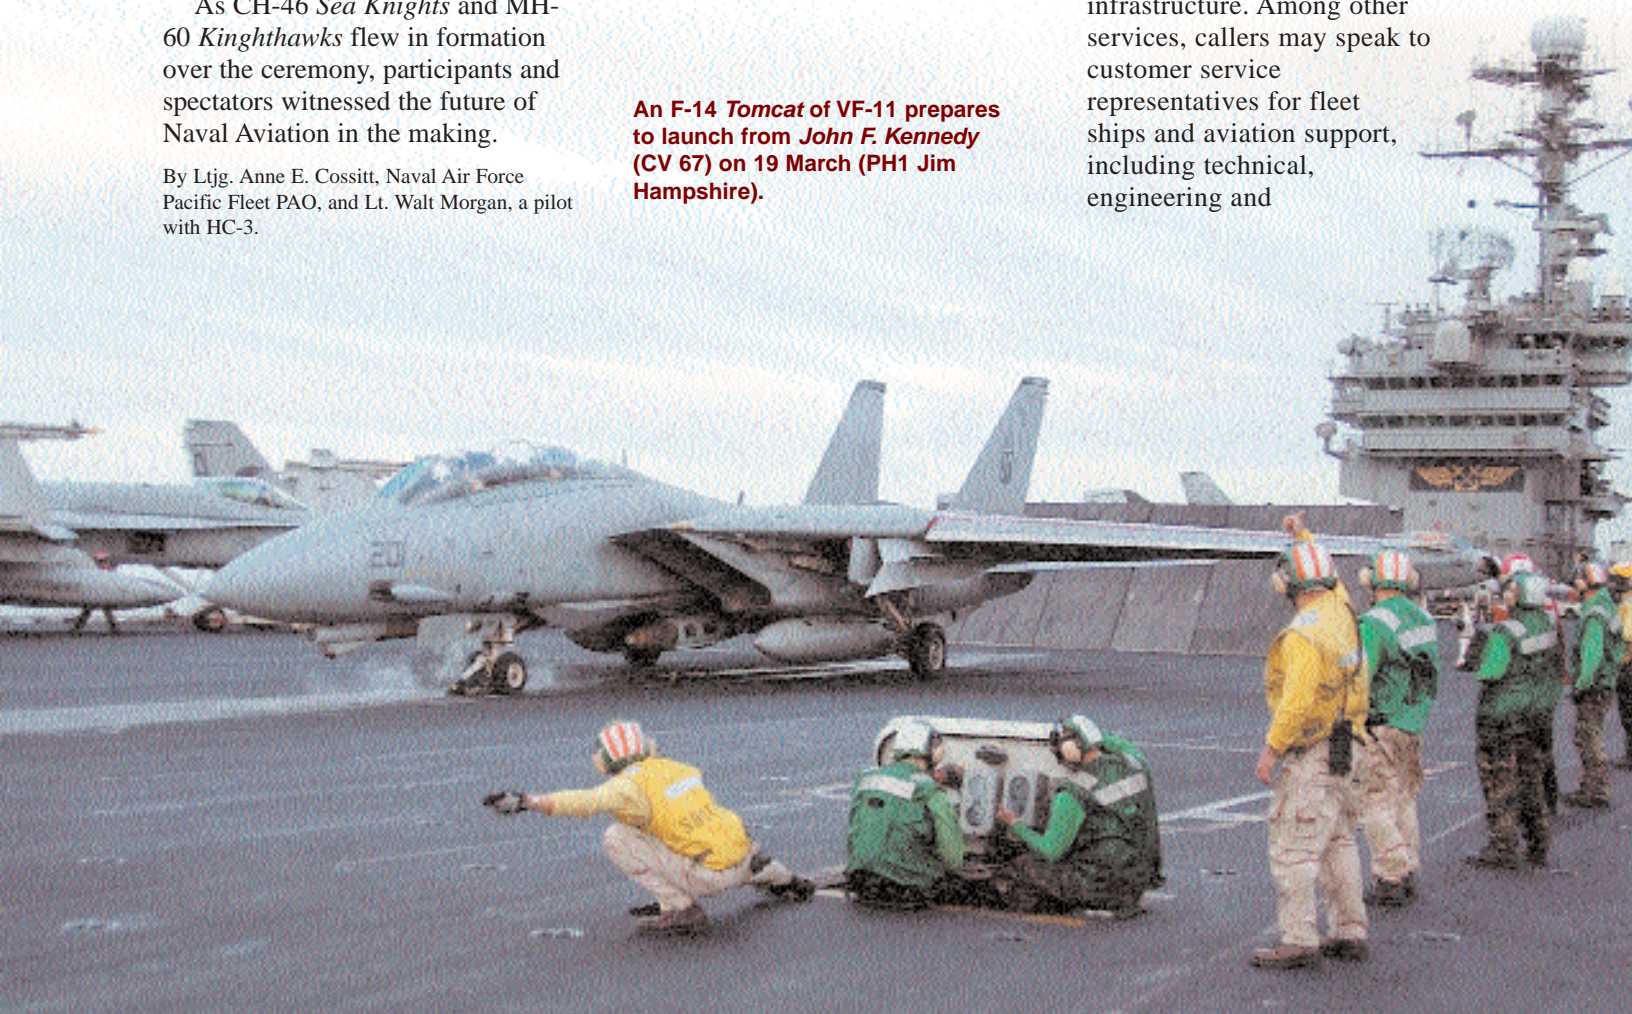 As CH-46 Sea Knights and MH-
60 Kinghthawks flew in formation
over the ceremony, participants and
spectators witnessed the future of
Naval Aviation in the making.
By Ltjg. Anne E. Cossitt, Naval Air Force
Pacific Fleet PAO, and Lt. Walt Morgan, a pilot
with HC-3.
An F-14 Tomcat of VF-11 prepares
to launch from John F. Kennedy
(CV 67) on 19 March (PH1 Jim
Hampshire).
infrastructure. Among other
services, callers may speak to
customer service
representatives for fleet
ships and aviation support,
including technical,
engineering and